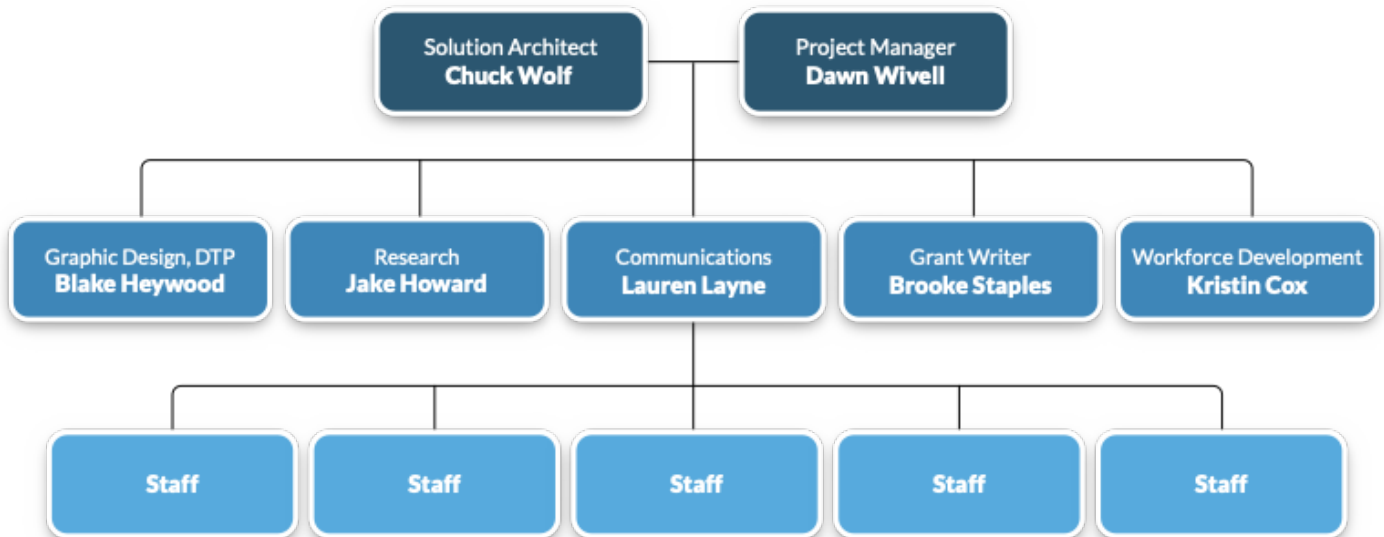 Solution Architect
Chuck Wolf
Project Manager
Dawn Wivell
Graphic Design, DTP
Blake Heywood
Research
Jake Howard
Communications
Lauren Layne
Grant Writer
Brooke Staples
Workforce Development
Kristin Cox
Staff
Staff
Staff
Staff
Staff